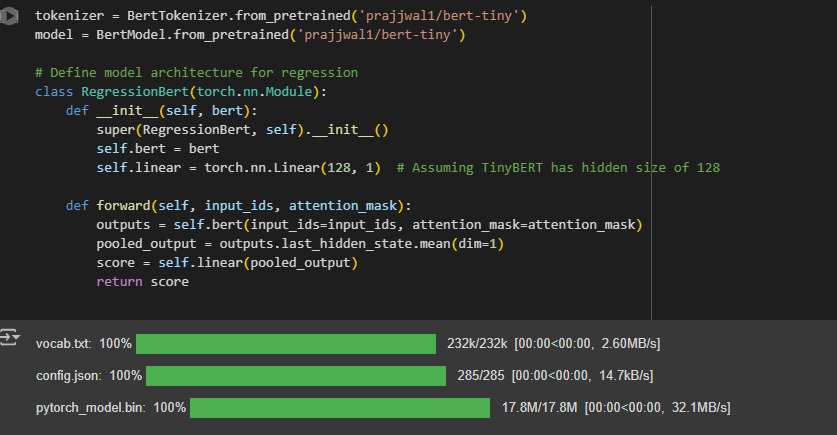 tokenizer = BertTokenizer.from_pretrained('prajjwal1/bert-tiny')
model = BertModel.from_pretrained('prajjwal1/bert-tiny')

# Define model architecture for regression
class RegressionBert(torch.nn.Module):
    def __init__(self, bert):
        super(RegressionBert, self).__init__()
        self.bert = bert
        self.linear = torch.nn.Linear(128, 1)  # Assuming TinyBERT has hidden size of 128

    def forward(self, input_ids, attention_mask):
        outputs = self.bert(input_ids=input_ids, attention_mask=attention_mask)
        pooled_output = outputs.last_hidden_state.mean(dim=1)
        score = self.linear(pooled_output)
        return score
vocab.txt: 100% 232k/232k [00:00<00:00, 2.60MB/s]
config.json: 100% 285/285 [00:00<00:00, 14.7kB/s]
pytorch_model.bin: 100% 17.8M/17.8M [00:00<00:00, 32.1MB/s]